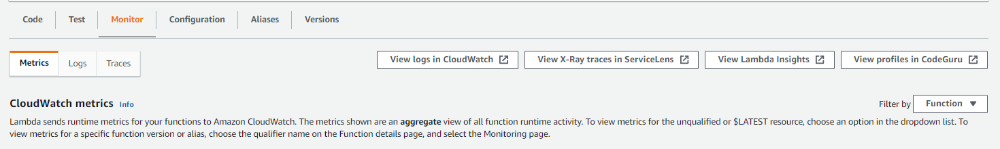 Code Test Monitor Configuration Aliases Versions
Metrics Logs Traces View logs in CloudWatch View X-Ray traces in ServiceLens View Lambda Insights View profiles in CodeGuru
CloudWatch metrics Info Filter by Function
Lambda sends runtime metrics for your functions to Amazon CloudWatch. The metrics shown are an aggregate view of all function runtime activity. To view metrics for the unqualified or $LATEST resource, choose an option in the dropdown list. To
view metrics for a specific function version or alias, choose the qualifier name on the Function details page, and select the Monitoring page.